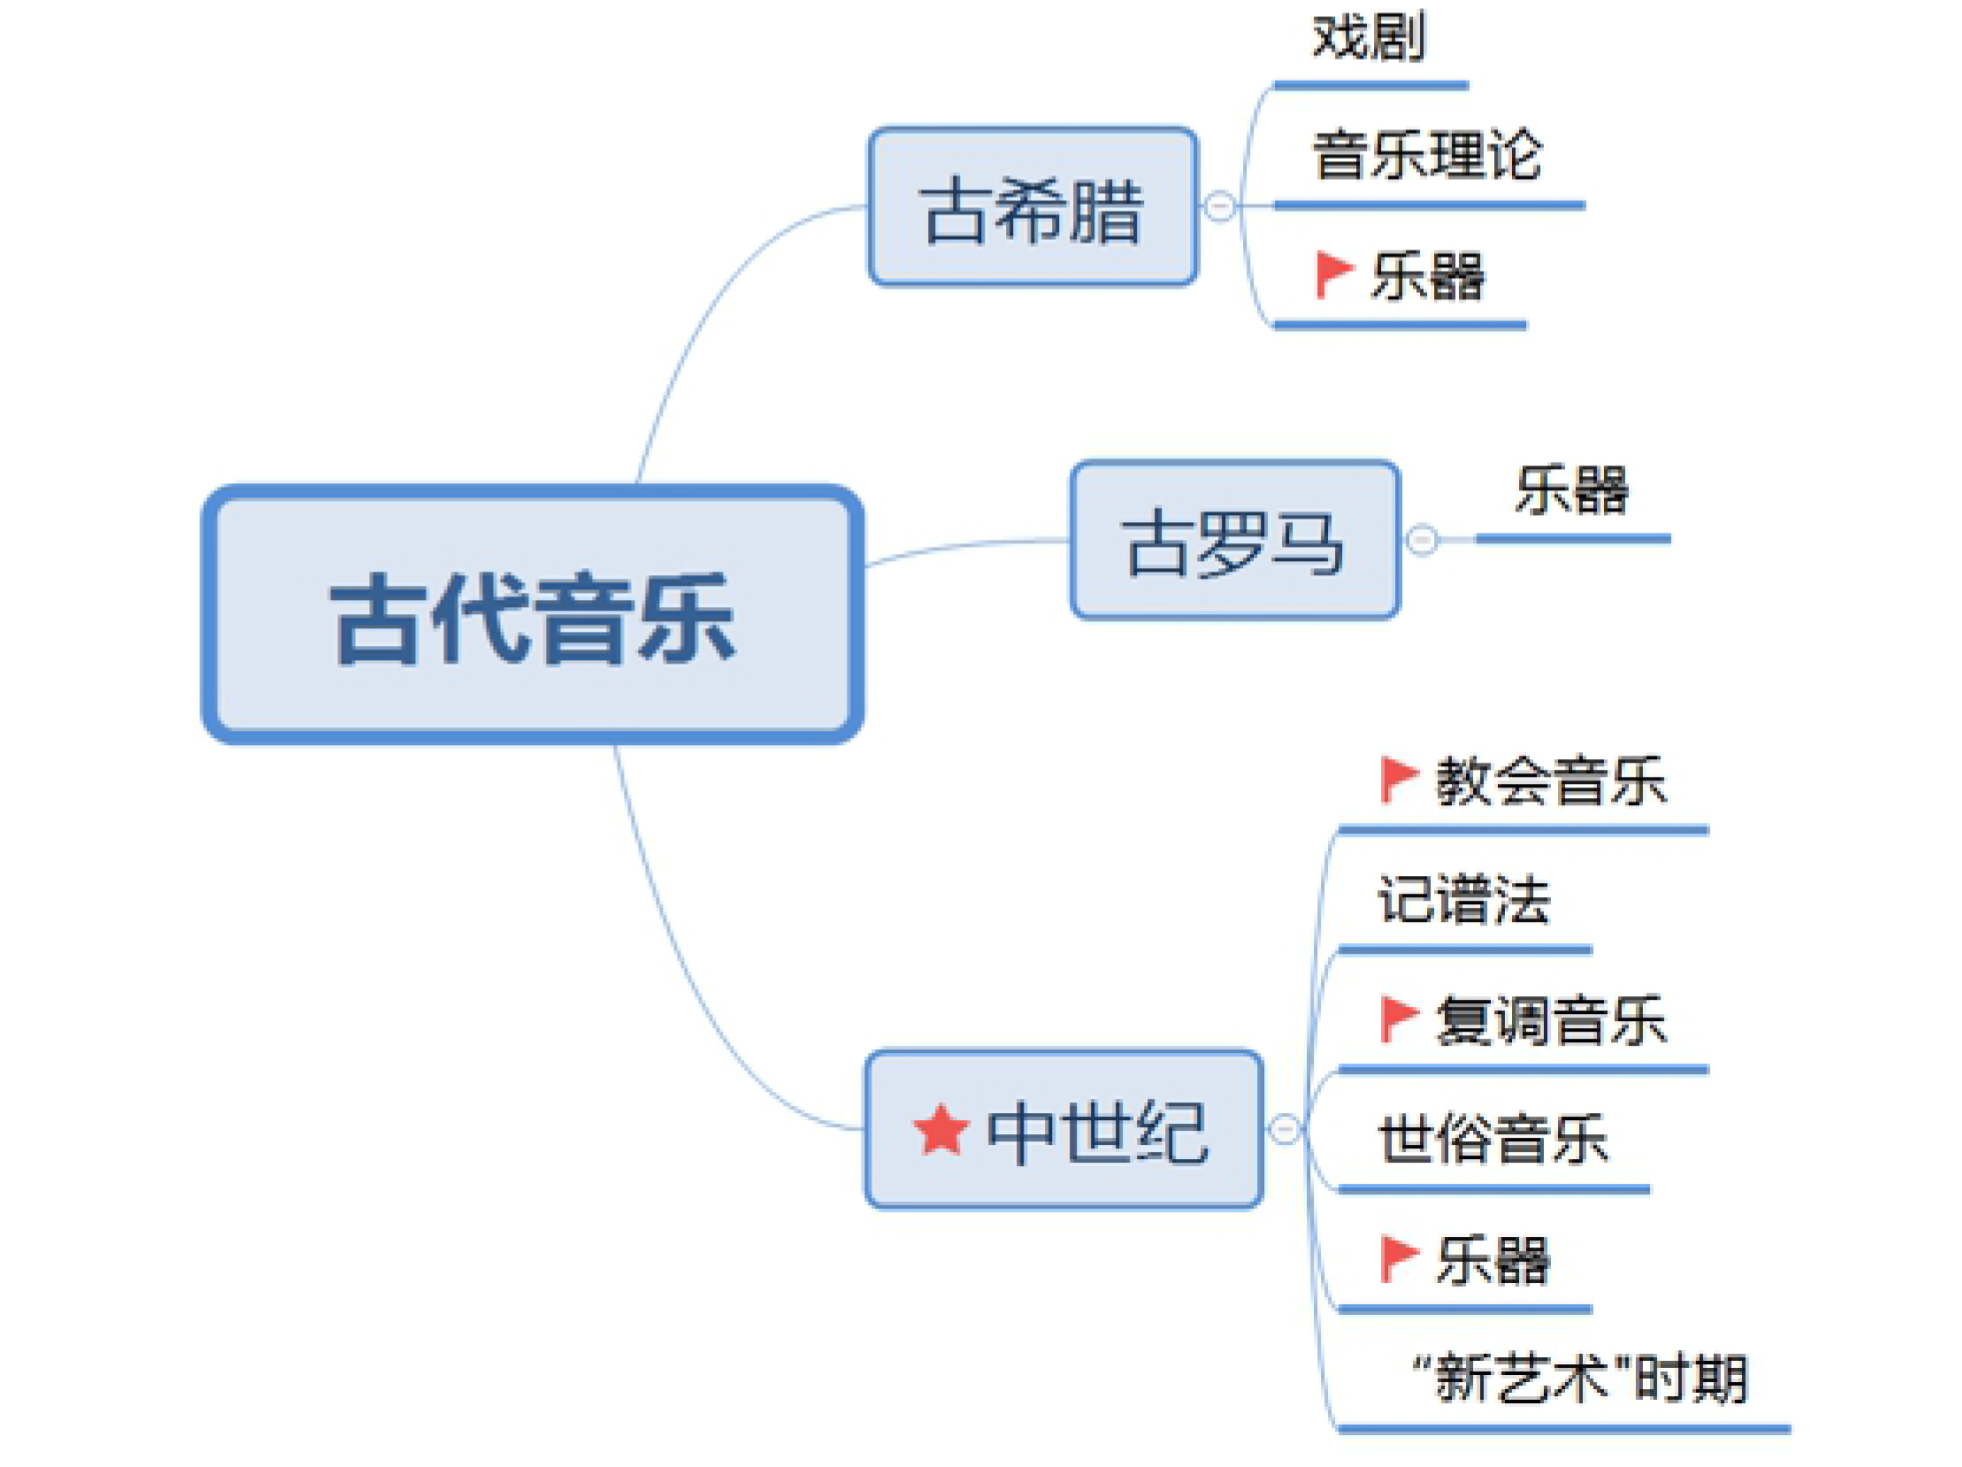 古代音乐
古希腊
戏剧
音乐理论
乐器
古罗马
乐器
中世纪
教会音乐
记谱法
复调音乐
世俗音乐
乐器
“新艺术"时期